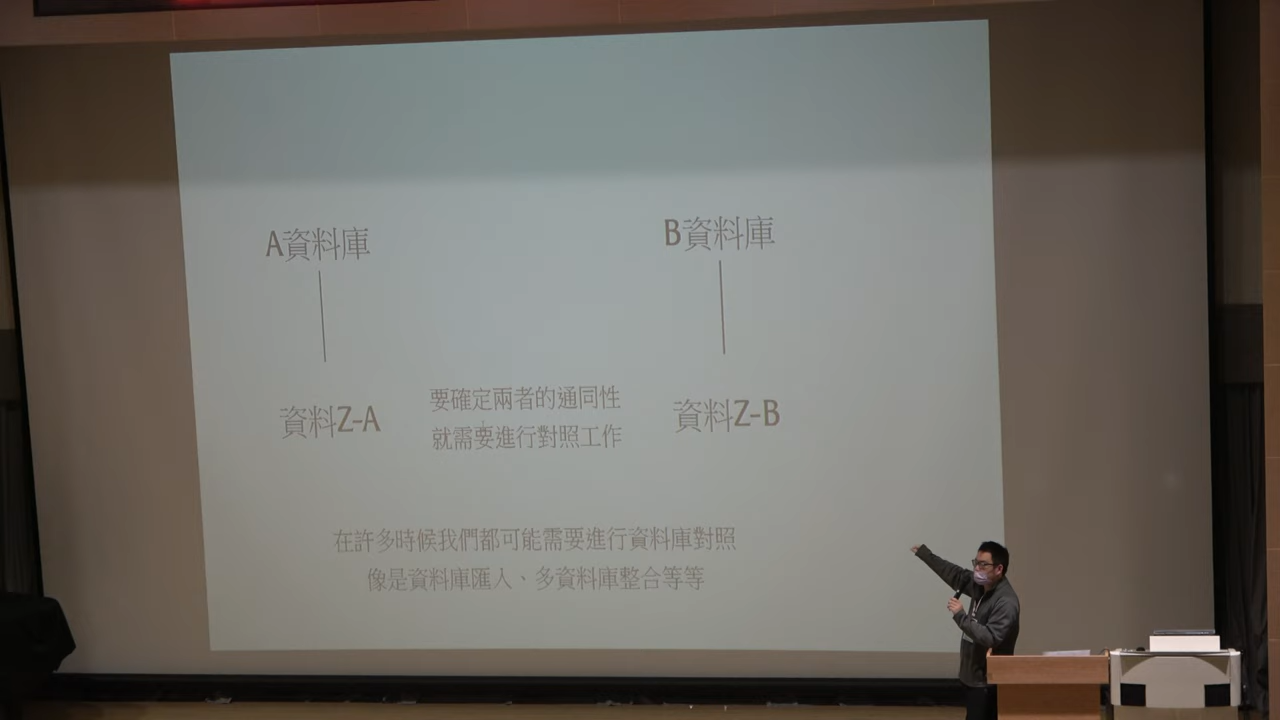 A資料庫
B資料庫
資料Z-A
要確定兩者的通同性
就需要進行對照工作
資料Z-B
在許多時候我們都可能需要進行資料庫對照
像是資料庫匯入、多資料庫整合等等